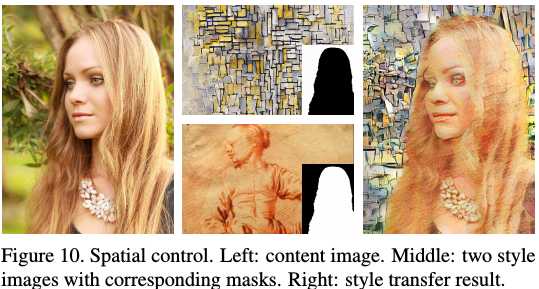 Figure 10. Spatial control. Left: content image. Middle: two style
images with corresponding masks. Right: style transfer result.